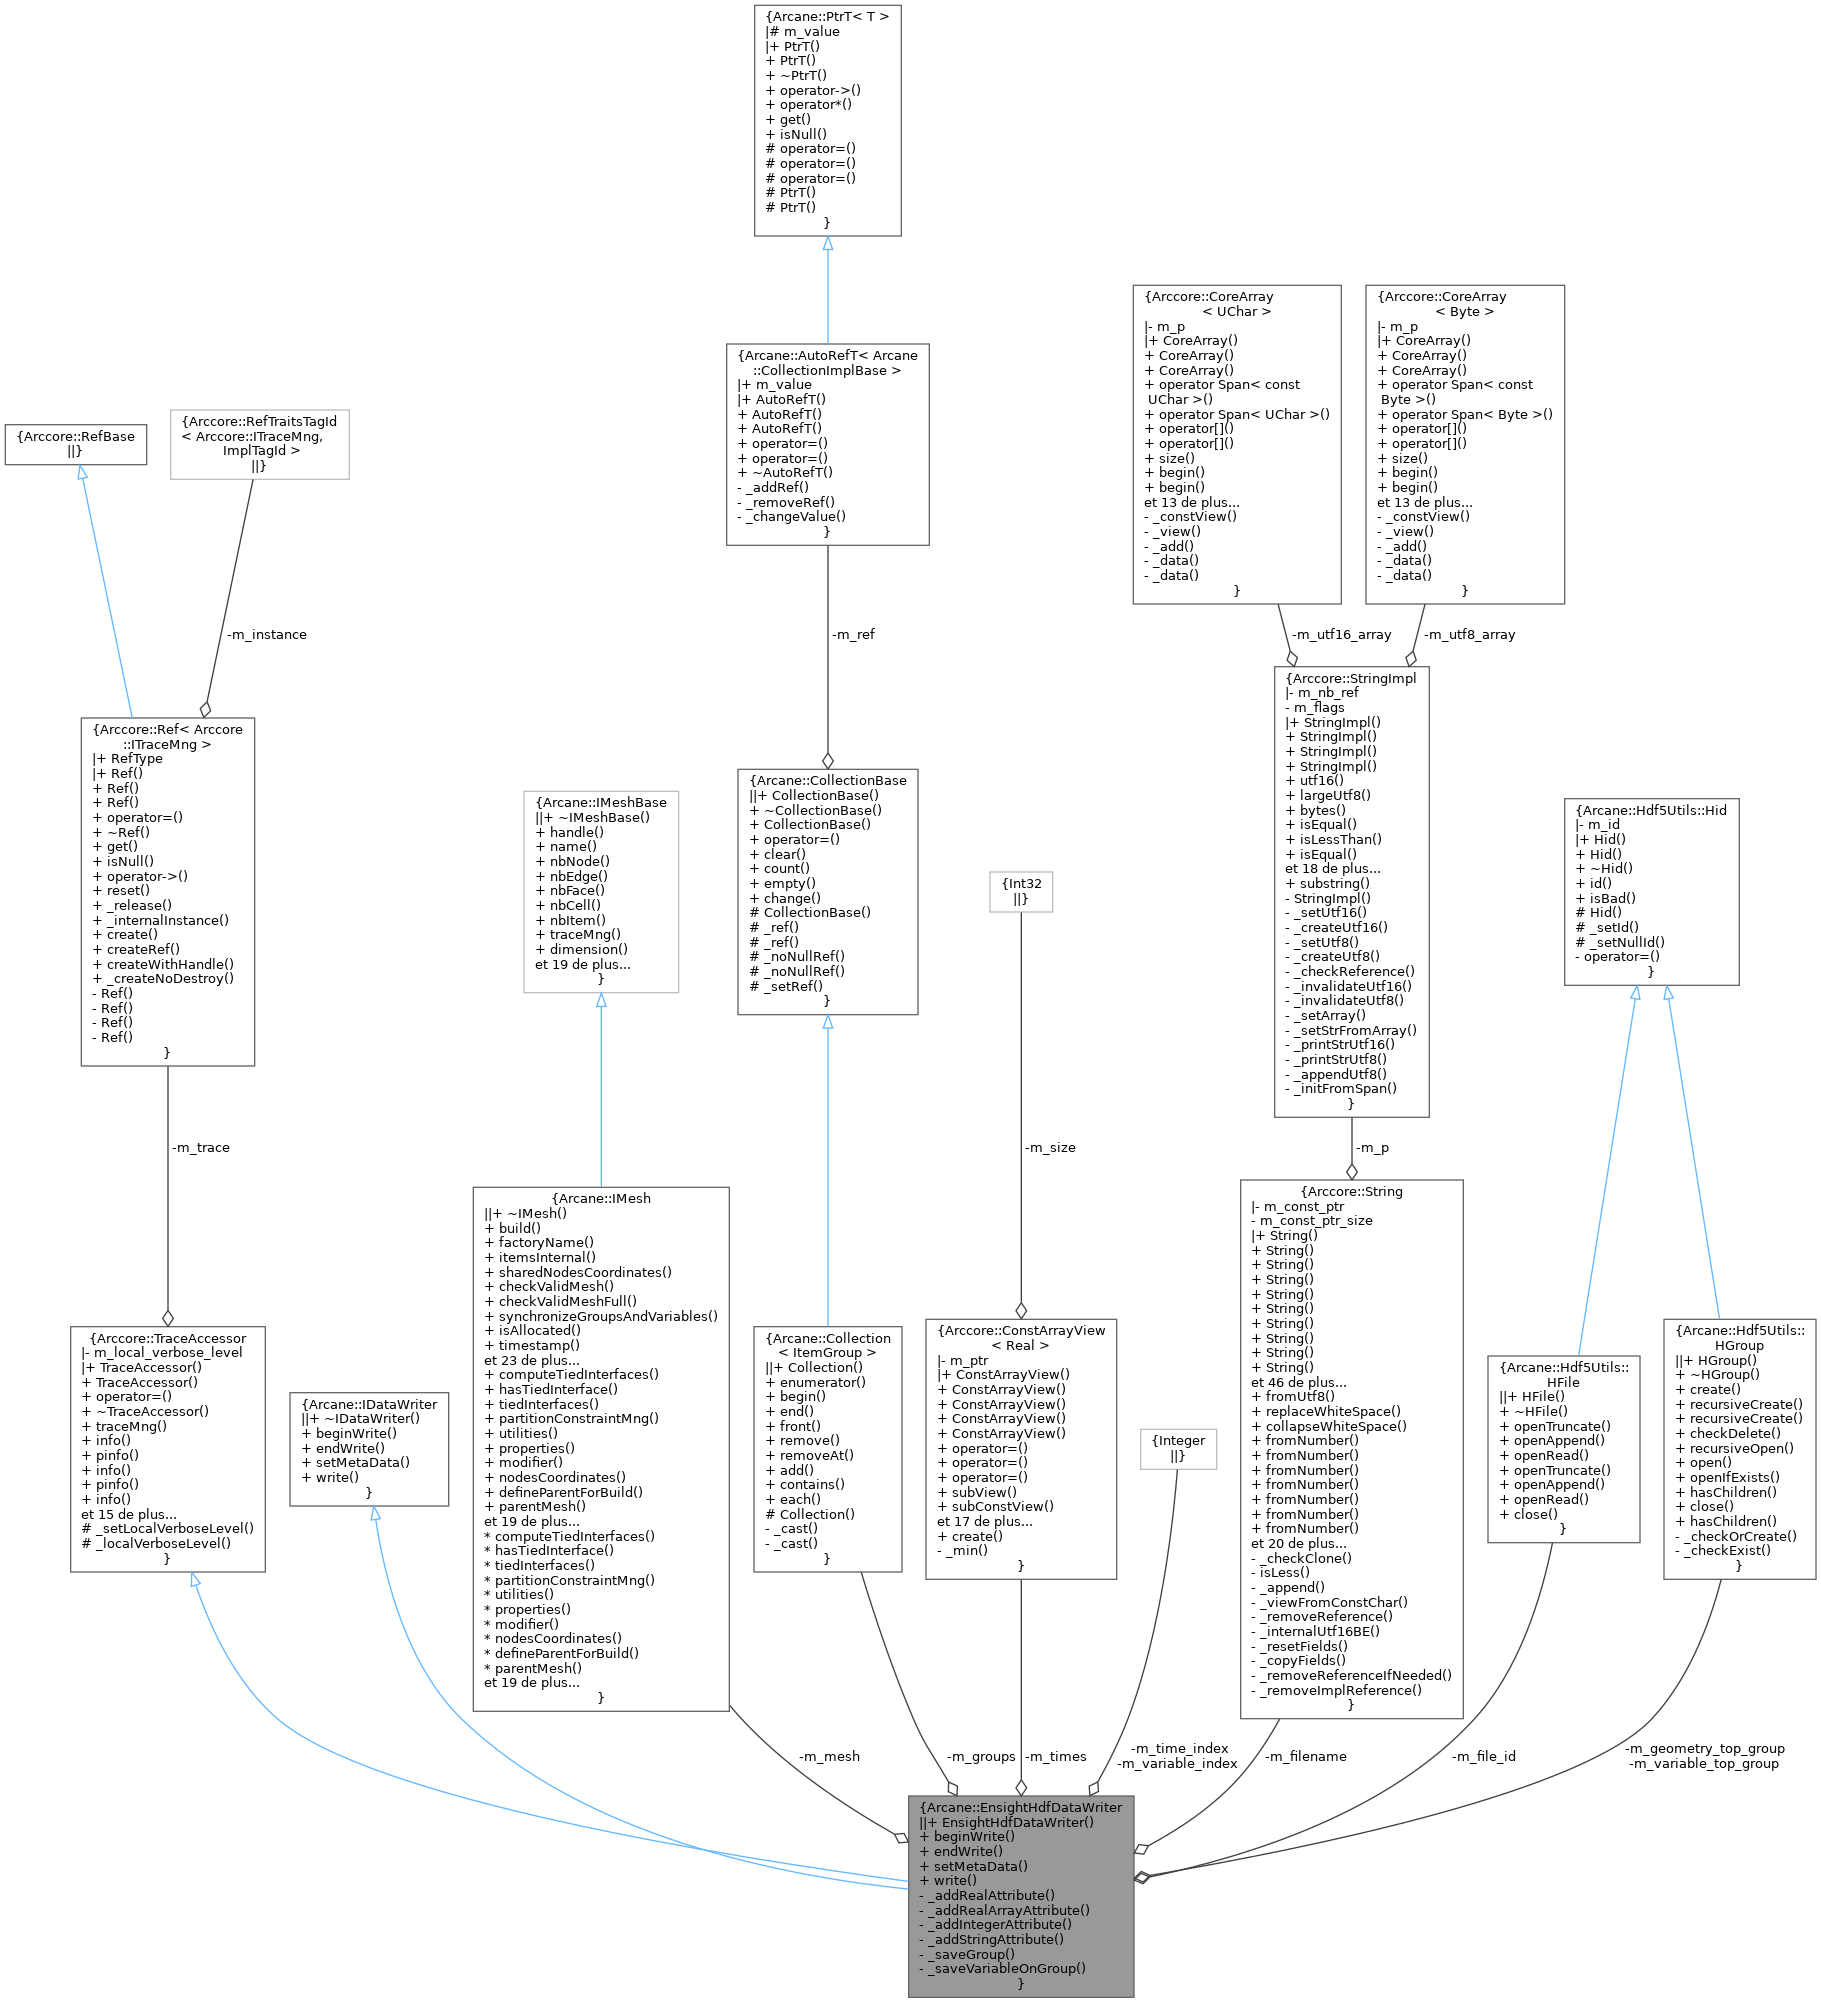 {Arcane::PtrT< T >
|# m_value
|+ PtrT()
+ PtrT()
+ ~PtrT()
+ operator->()
+ operator*()
+ get()
+ isNull()
# operator=()
# operator=()
# operator=()
# PtrT()
# PtrT()
}
{Arccore::CoreArray
< UChar >
|- m_p
|+ CoreArray()
+ CoreArray()
+ CoreArray()
+ operator Span< const
UChar >()
+ operator Span< UChar >()
+ operator[]()
+ operator[]()
+ size()
+ begin()
+ begin()
et 13 de plus...
- _constView()
- _view()
- _add()
- _data()
- _data()
}
{Arccore::CoreArray
< Byte >
|- m_p
|+ CoreArray()
+ CoreArray()
+ CoreArray()
+ operator Span< const
Byte >()
+ operator Span< Byte >()
+ operator[]()
+ operator[]()
+ size()
+ begin()
+ begin()
et 13 de plus...
- _constView()
- _view()
- _add()
- _data()
- _data()
}
{Arcane::AutoRefT< Arcane
::CollectionImplBase >
|+ m_value
|+ AutoRefT()
+ AutoRefT()
+ AutoRefT()
+ operator=()
+ operator=()
+ ~AutoRefT()
- _addRef()
- _removeRef()
- _changeValue()
}
{Arccore::RefBase
||}
{Arccore::RefTraitsTagId
< Arccore::ITraceMng,
ImplTagId >
||}
-m_instance
-m_ref
-m_utf16_array
-m_utf8_array
{Arccore::Ref< Arccore
::ITraceMng >
|+ RefType
|+ Ref()
+ Ref()
+ Ref()
+ operator=()
+ ~Ref()
+ get()
+ isNull()
+ operator->()
+ reset()
+ _release()
+ _internalInstance()
+ create()
+ createRef()
+ createWithHandle()
+ _createNoDestroy()
- Ref()
- Ref()
- Ref()
- Ref()
}
{Arcane::IMeshBase
||+ ~IMeshBase()
+ handle()
+ name()
+ nbNode()
+ nbEdge()
+ nbFace()
+ nbCell()
+ nbItem()
+ traceMng()
+ dimension()
et 19 de plus...
}
{Arcane::CollectionBase
||+ CollectionBase()
+ ~CollectionBase()
+ CollectionBase()
+ operator=()
+ clear()
+ count()
+ empty()
+ change()
# CollectionBase()
# _ref()
# _ref()
# _noNullRef()
# _noNullRef()
# _setRef()
}
{Int32
||}
{Arccore::StringImpl
|- m_nb_ref
- m_flags
|+ StringImpl()
+ StringImpl()
+ StringImpl()
+ StringImpl()
+ utf16()
+ largeUtf8()
+ bytes()
+ isEqual()
+ isLessThan()
+ isEqual()
et 18 de plus...
+ substring()
- StringImpl()
- _setUtf16()
- _createUtf16()
- _setUtf8()
- _createUtf8()
- _checkReference()
- _invalidateUtf16()
- _invalidateUtf8()
- _setArray()
- _setStrFromArray()
- _printStrUtf16()
- _printStrUtf8()
- _appendUtf8()
- _initFromSpan()
}
{Arcane::Hdf5Utils::Hid
|- m_id
|+ Hid()
+ Hid()
+ ~Hid()
+ id()
+ isBad()
# Hid()
# _setId()
# _setNullId()
- operator=()
}
-m_trace
-m_size
-m_p
{Arccore::TraceAccessor
|- m_local_verbose_level
|+ TraceAccessor()
+ TraceAccessor()
+ operator=()
+ ~TraceAccessor()
+ traceMng()
+ info()
+ pinfo()
+ info()
+ pinfo()
+ info()
et 15 de plus...
# _setLocalVerboseLevel()
# _localVerboseLevel()
}
{Arcane::IDataWriter
||+ ~IDataWriter()
+ beginWrite()
+ endWrite()
+ setMetaData()
+ write()
}
{Arcane::IMesh
||+ ~IMesh()
+ build()
+ factoryName()
+ itemsInternal()
+ sharedNodesCoordinates()
+ checkValidMesh()
+ checkValidMeshFull()
+ synchronizeGroupsAndVariables()
+ isAllocated()
+ timestamp()
et 23 de plus...
+ computeTiedInterfaces()
+ hasTiedInterface()
+ tiedInterfaces()
+ partitionConstraintMng()
+ utilities()
+ properties()
+ modifier()
+ nodesCoordinates()
+ defineParentForBuild()
+ parentMesh()
et 19 de plus...
* computeTiedInterfaces()
* hasTiedInterface()
* tiedInterfaces()
* partitionConstraintMng()
* utilities()
* properties()
* modifier()
* nodesCoordinates()
* defineParentForBuild()
* parentMesh()
et 19 de plus...
}
{Arcane::Collection
< ItemGroup >
||+ Collection()
+ enumerator()
+ begin()
+ end()
+ front()
+ remove()
+ removeAt()
+ add()
+ contains()
+ each()
# Collection()
- _cast()
- _cast()
}
{Arccore::ConstArrayView
< Real >
|- m_ptr
|+ ConstArrayView()
+ ConstArrayView()
+ ConstArrayView()
+ ConstArrayView()
+ ConstArrayView()
+ operator=()
+ operator=()
+ operator=()
+ subView()
+ subConstView()
et 17 de plus...
+ create()
- _min()
}
{Integer
||}
{Arccore::String
|- m_const_ptr
- m_const_ptr_size
|+ String()
+ String()
+ String()
+ String()
+ String()
+ String()
+ String()
+ String()
+ String()
+ String()
et 46 de plus...
+ fromUtf8()
+ replaceWhiteSpace()
+ collapseWhiteSpace()
+ fromNumber()
+ fromNumber()
+ fromNumber()
+ fromNumber()
+ fromNumber()
+ fromNumber()
+ fromNumber()
et 20 de plus...
- _checkClone()
- isLess()
- _append()
- _viewFromConstChar()
- _removeReference()
- _internalUtf16BE()
- _resetFields()
- _copyFields()
- _removeReferenceIfNeeded()
- _removeImplReference()
}
{Arcane::Hdf5Utils::
HFile
||+ HFile()
+ ~HFile()
+ openTruncate()
+ openAppend()
+ openRead()
+ openTruncate()
+ openAppend()
+ openRead()
+ close()
}
{Arcane::Hdf5Utils::
HGroup
||+ HGroup()
+ ~HGroup()
+ create()
+ recursiveCreate()
+ recursiveCreate()
+ checkDelete()
+ recursiveOpen()
+ open()
+ openIfExists()
+ hasChildren()
+ close()
+ hasChildren()
- _checkOrCreate()
- _checkExist()
}
-m_mesh
-m_groups
-m_times
-m_time_index
-m_variable_index
-m_filename
-m_file_id
-m_geometry_top_group
-m_variable_top_group
{Arcane::EnsightHdfDataWriter
||+ EnsightHdfDataWriter()
+ beginWrite()
+ endWrite()
+ setMetaData()
+ write()
- _addRealAttribute()
- _addRealArrayAttribute()
- _addIntegerAttribute()
- _addStringAttribute()
- _saveGroup()
- _saveVariableOnGroup()
}